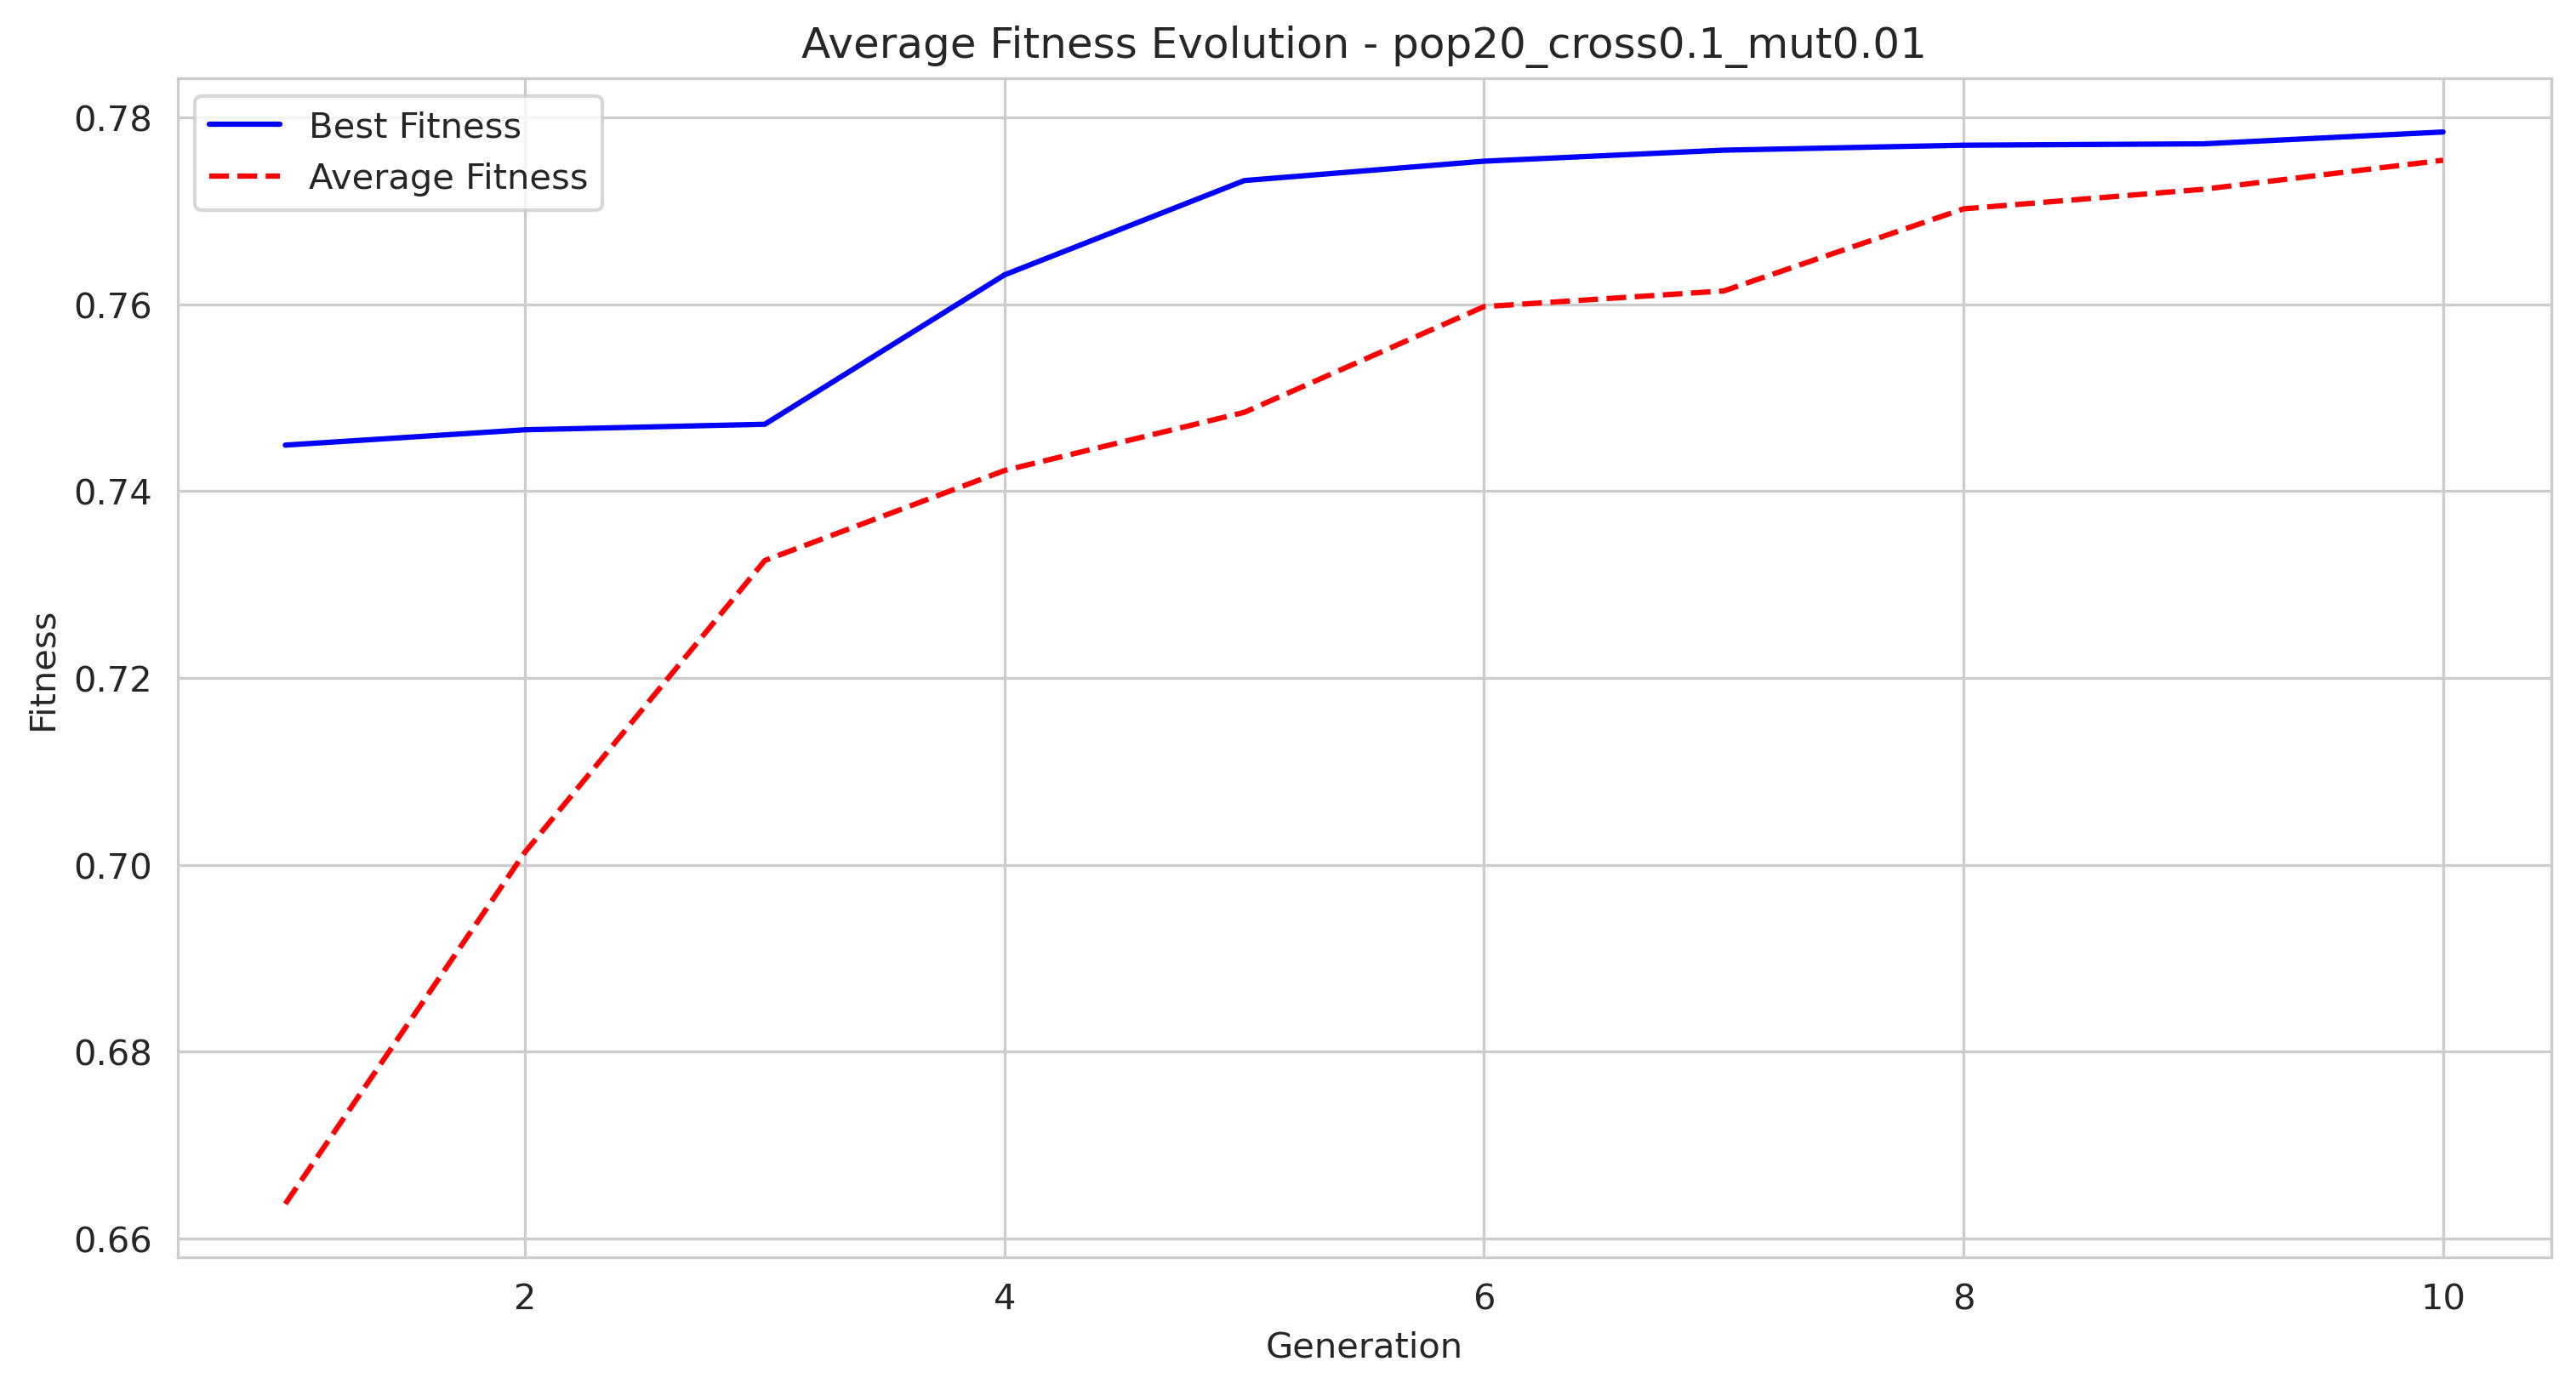 Average Fitness Evolution - pop20_cross0.1_mut0.01
Best Fitness
Average Fitness
0.78
0.76
0.74
0.72
0.70
0.68
0.66
Fitness
2 4 6 8 10
Generation